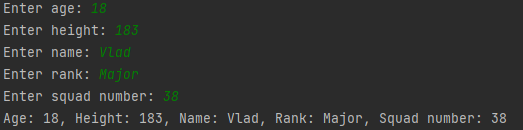 Enter age: 18
Enter height: 183
Enter name: Vlad
Enter rank: Major
Enter squad number: 38
Age: 18, Height: 183, Name: Vlad, Rank: Major, Squad number: 38